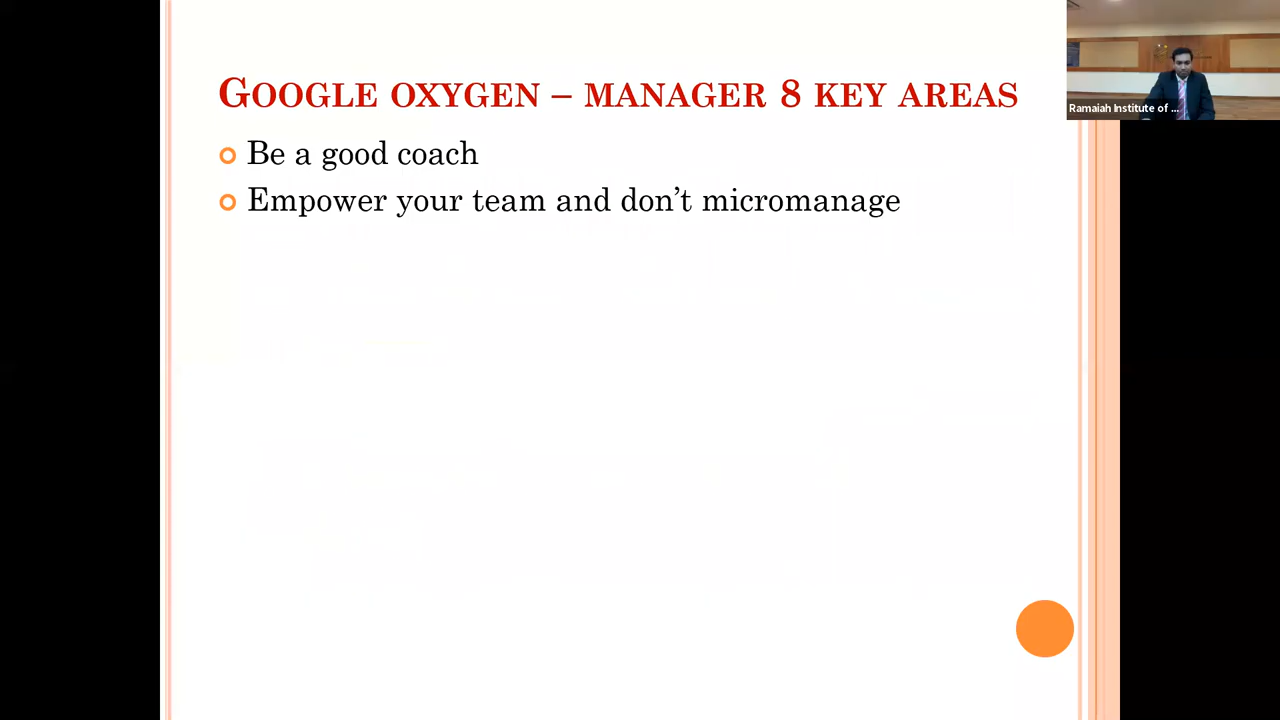 GOOGLE OXYGEN – MANAGER 8 KEY AREAS
Be a good coach
Empower your team and don’t micromanage
Ramaiah Institute of ...